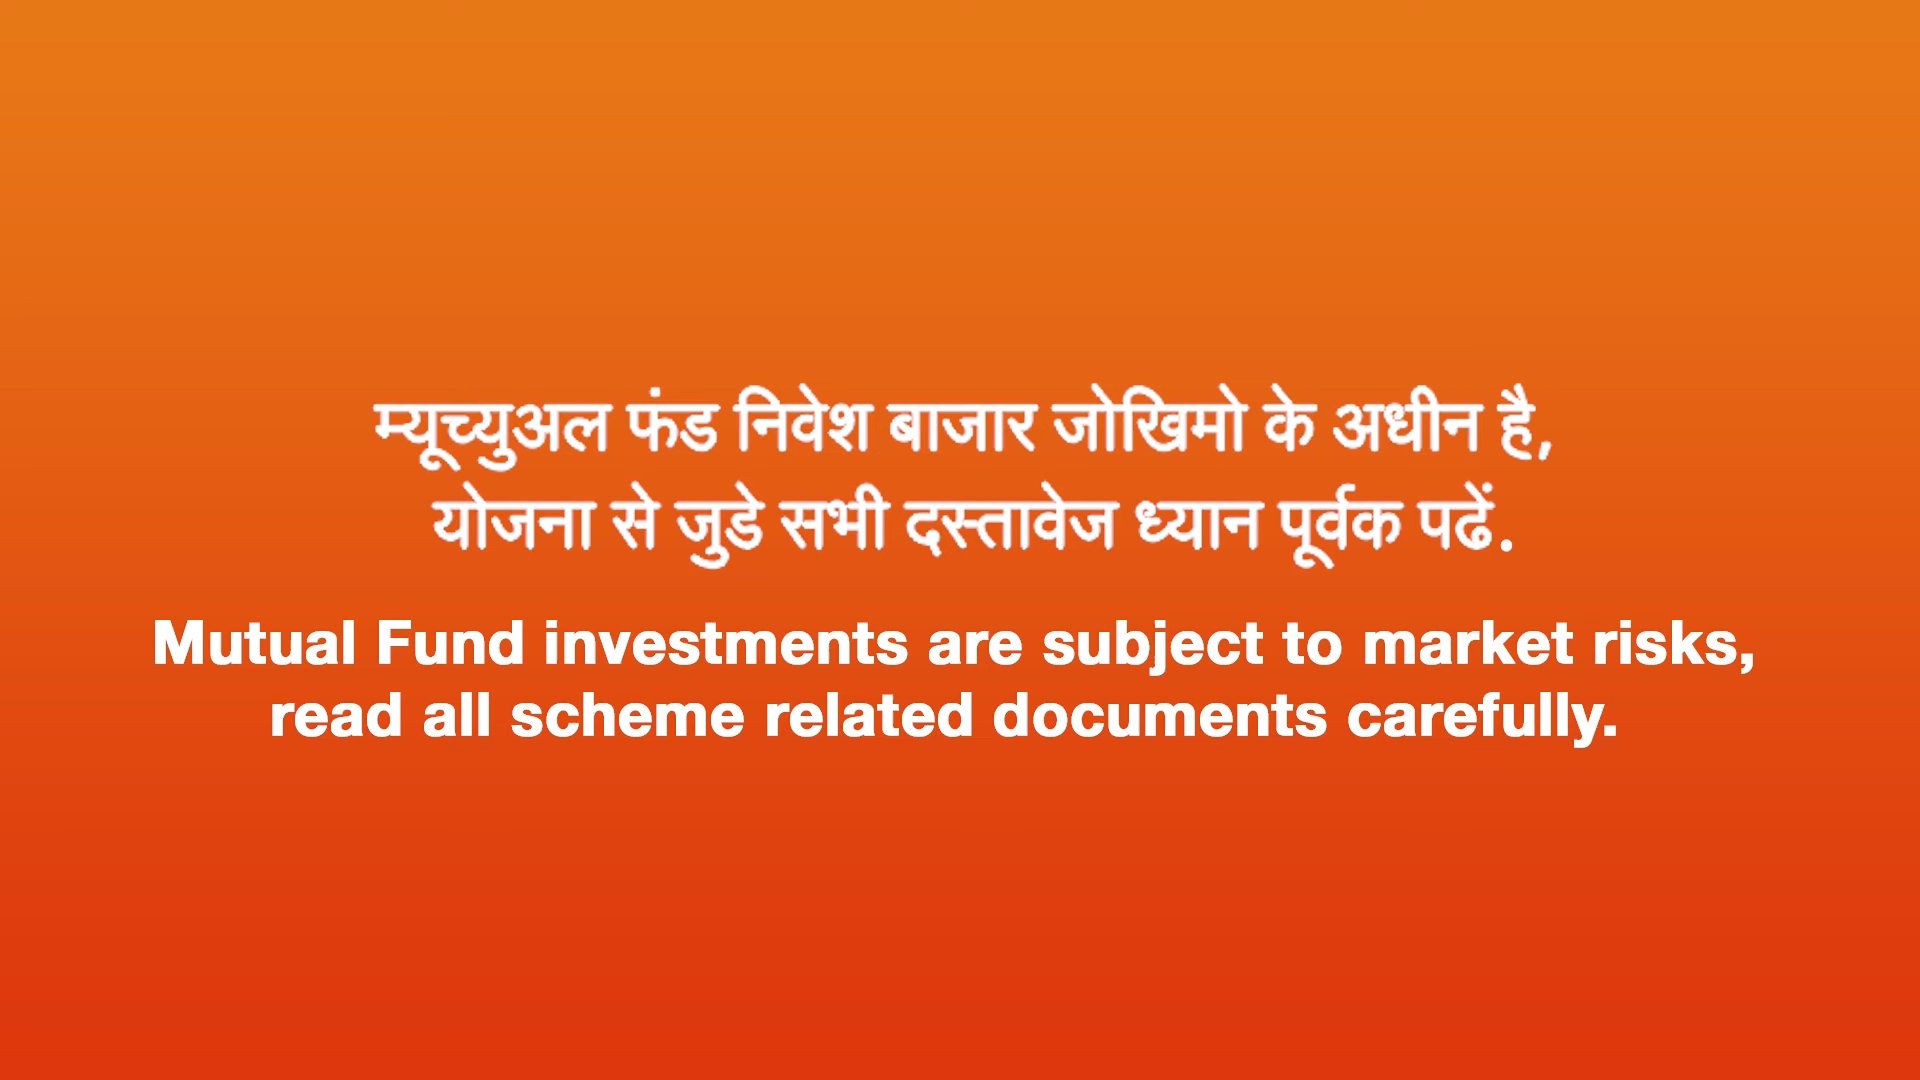 म्यूच्युअल फंड निवेश बाजार जोखिमो के अधीन है,
योजना से जुडे सभी दस्तावेज ध्यान पूर्वक पढें.
Mutual Fund investments are subject to market risks,
read all scheme related documents carefully.